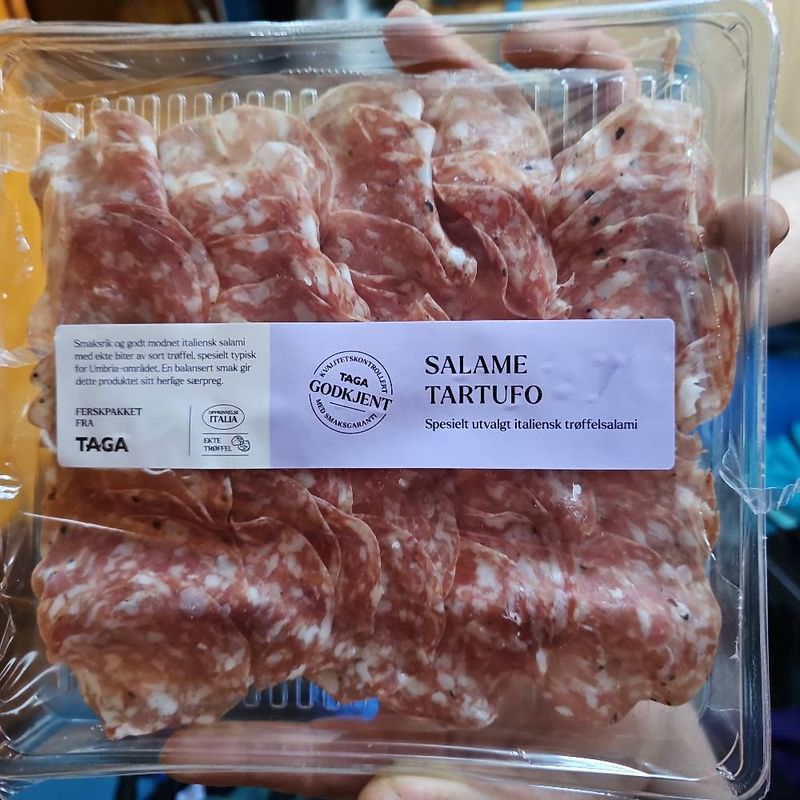 Smaksrik og godt modnet italiensk salami
med ekte biter av sort trøffel, spesielt typisk
for Umbria-området. En balansert smak gir
dette produktet sitt herlige særpreg.
FERSKPAKKET
FRA
TAGA
OPPRINNELSE
ITALIA
EKTE
TRØFFEL
KVALITETSKONTROLLERT
TAGA
GODKJENT
MED SMAKSGARANTI
SALAME
TARTUFO
Spesielt utvalgt italiensk trøffelsalami